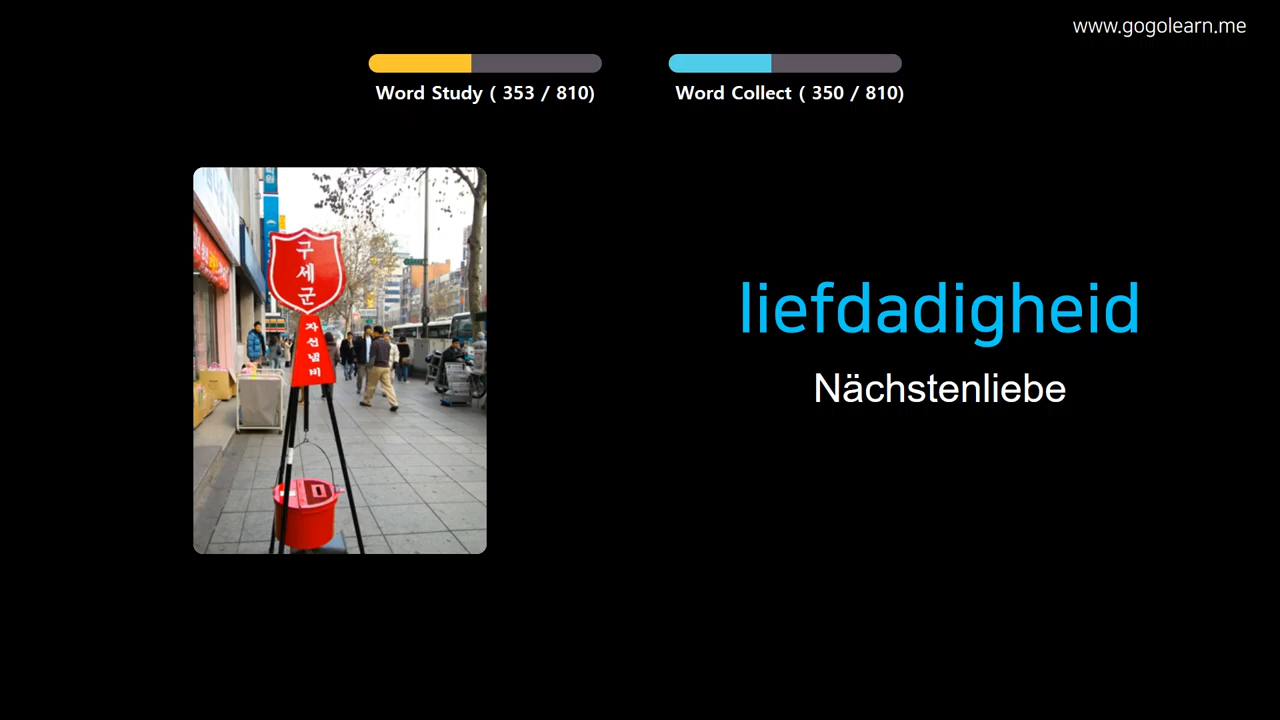 www.gogolearn.me
Word Study ( 353 / 810)
Word Collect ( 350 / 810)
구세군
자선냄비
liefdadigheid
Nächstenliebe